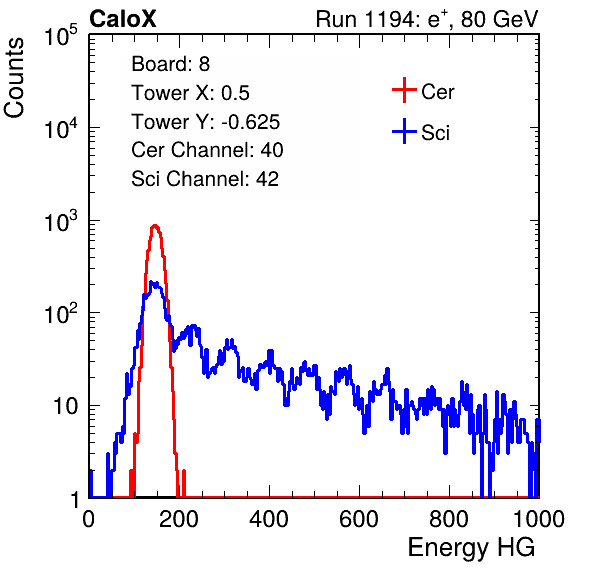 CaloX Run 1194: e⁺, 80 GeV
Counts
10⁵
10⁴
10³
10²
10
1
Board: 8
Tower X: 0.5
Tower Y: -0.625
Cer Channel: 40
Sci Channel: 42
Cer
Sci
0 200 400 600 800 1000
Energy HG